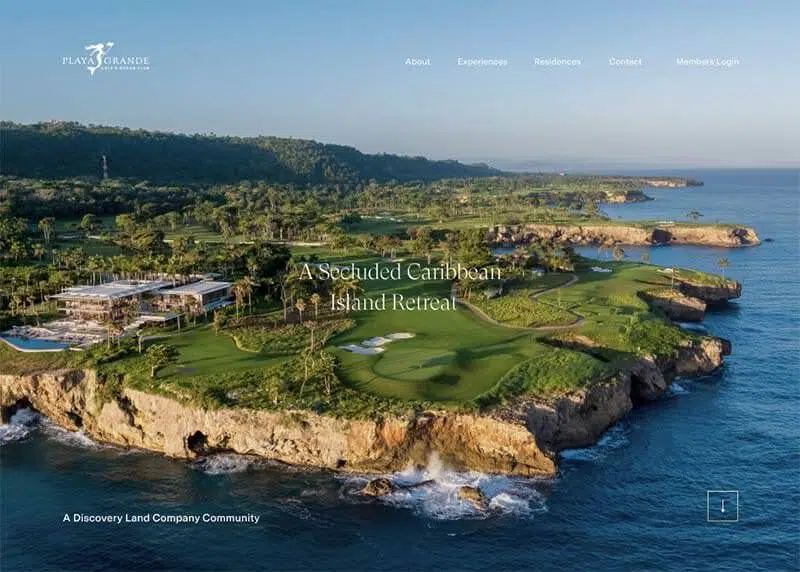 PLAYA GRANDE
GOLF & OCEAN CLUB
About
Experiences
Residences
Contact
Members Login
A Secluded Caribbean
Island Retreat
A Discovery Land Company Community